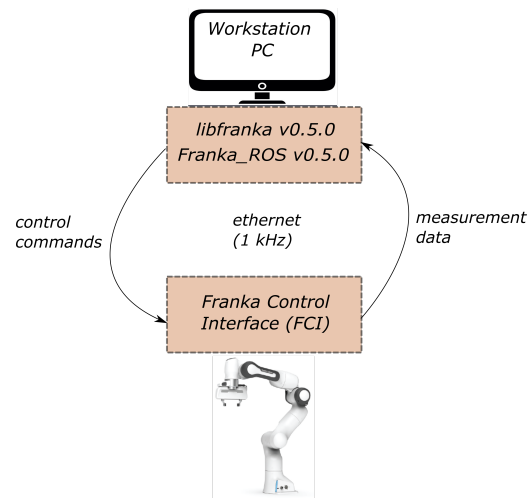 Workstation
PC
libfranka v0.5.0
Franka_ROS v0.5.0
control
commands
ethernet
(1 kHz)
measurement
data
Franka Control
Interface (FCI)